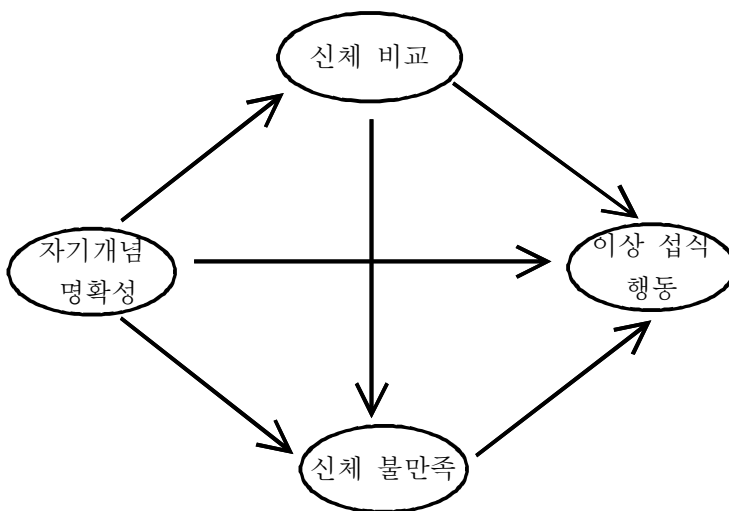 신체 비교
자기개념
명확성
이상 섭식
행동
신체 불만족